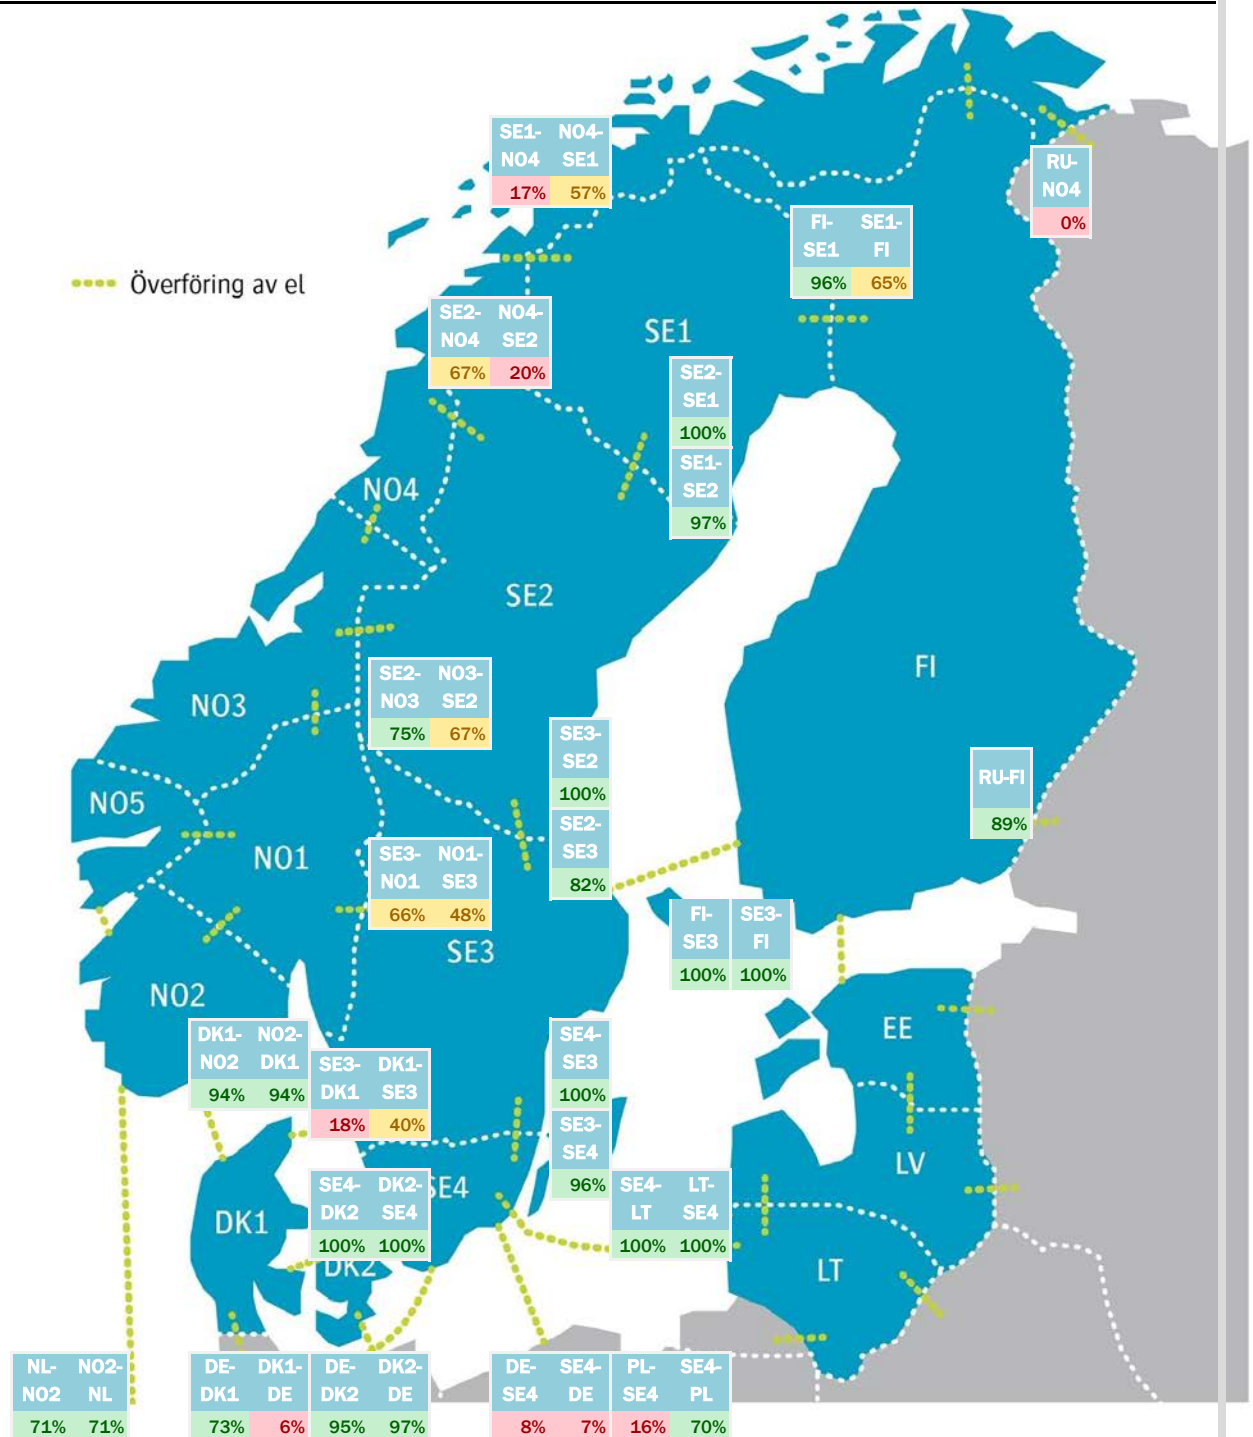 SE1- NO4-
NO4 SE1
17% 57%
RU-
NO4
0%
FI- SE1-
SE1 FI
96% 65%
Överföring av el
SE2- NO4-
NO4 SE2
67% 20%
SE1
SE2-
SE1
100%
SE1-
SE2
97%
NO4
SE2
FI
SE2- NO3-
NO3 SE2
75% 67%
NO3
SE3-
SE2
100%
SE2-
SE3
82%
RU-FI
89%
NO5
NO1
SE3- NO1-
NO1 SE3
66% 48%
SE3
FI- SE3-
SE3 FI
100% 100%
NO2
DK1- NO2-
NO2 DK1
94% 94%
SE3- DK1-
DK1 SE3
18% 40%
SE4-
SE3
100%
SE3-
SE4
96%
EE
LV
SE4- DK2-
DK2 SE4
100% 100%
SE4
SE4- LT-
LT SE4
100% 100%
DK1
DK2
LT
NL- NO2-
NO2 NL
71% 71%
DE- DK1- DE- DK2-
DK1 DE DK2 DE
73% 6% 95% 97%
DE- SE4- PL- SE4-
SE4 DE SE4 PL
8% 7% 16% 70%